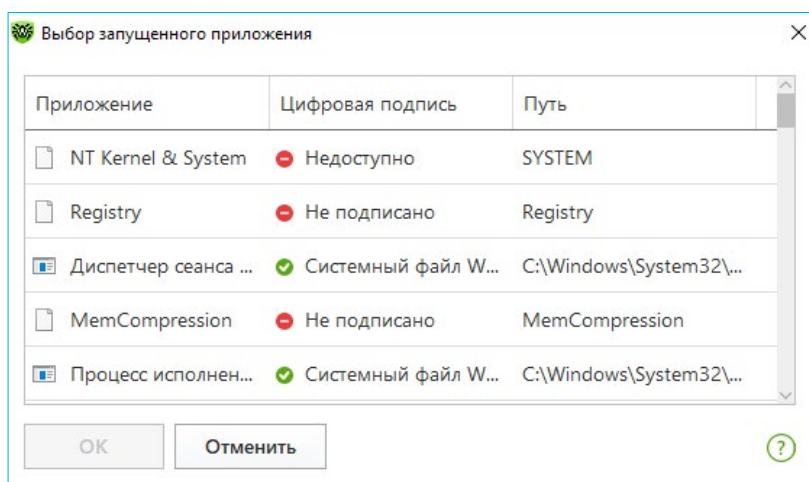 Выбор запущенного приложения
Приложение Цифровая подпись Путь
NT Kernel & System Недоступно SYSTEM
Registry Не подписано Registry
Диспетчер сеанса ... Системный файл W... C:\Windows\System32\...
MemCompression Не подписано MemCompression
Процесс исполнен... Системный файл W... C:\Windows\System32\...
ОК Отменить ?